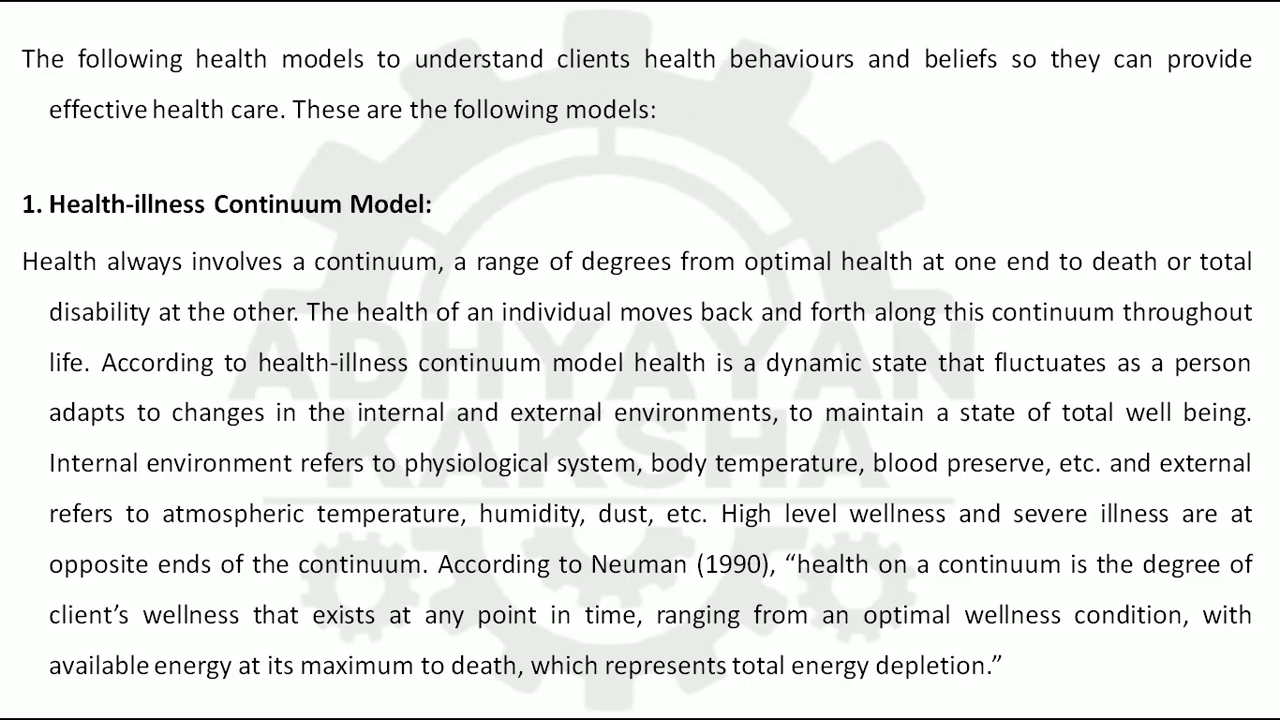 The following health models to understand clients health behaviours and beliefs so they can provide
effective health care. These are the following models:
1. Health-illness Continuum Model:
Health always involves a continuum, a range of degrees from optimal health at one end to death or total
disability at the other. The health of an individual moves back and forth along this continuum throughout
life. According to health-illness continuum model health is a dynamic state that fluctuates as a person
adapts to changes in the internal and external environments, to maintain a state of total well being.
Internal environment refers to physiological system, body temperature, blood preserve, etc. and external
refers to atmospheric temperature, humidity, dust, etc. High level wellness and severe illness are at
opposite ends of the continuum. According to Neuman (1990), “health on a continuum is the degree of
client’s wellness that exists at any point in time, ranging from an optimal wellness condition, with
available energy at its maximum to death, which represents total energy depletion.”
ADHYAYAN
KAKSHA